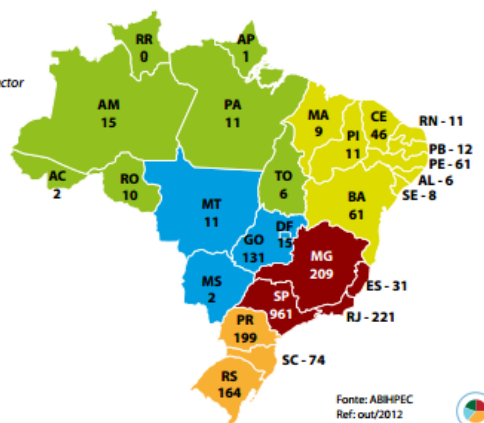 RR
0
AP
1
ctor
AM
15
PA
11
MA
9
CE
46
RN - 11
PI
11
PB - 12
PE - 61
AL - 6
SE - 8
AC
2
RO
10
TO
6
BA
61
MT
11
DF
15
GO
131
MG
209
MS
2
ES - 31
SP
961
RJ - 221
PR
199
SC - 74
RS
164
Fonte: ABIHPEC
Ref: out/2012